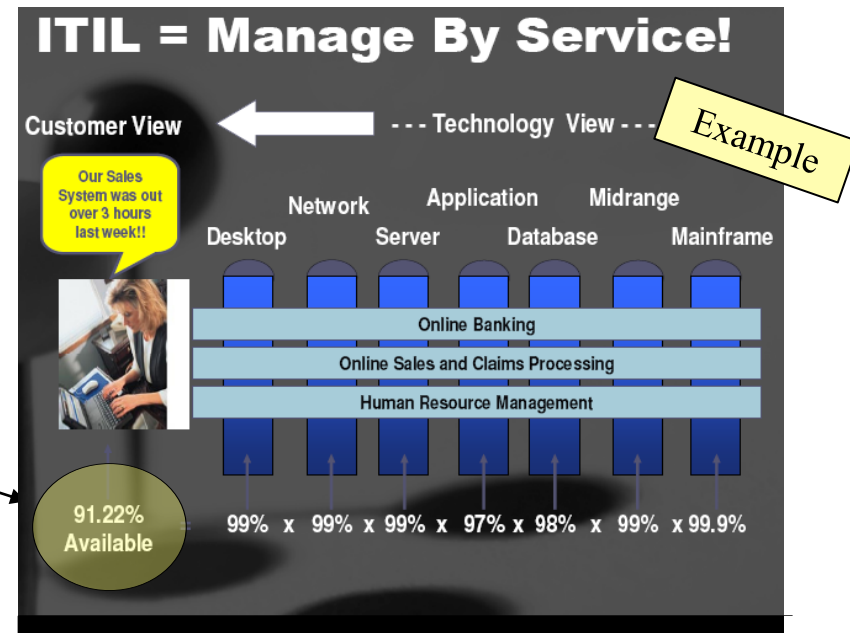 ITIL = Manage By Service!
Customer View
- - - Technology View - - -
Example
Our Sales
System was out
over 3 hours
last week!!
Desktop
Network
Server
Application
Database
Midrange
Mainframe
Online Banking
Online Sales and Claims Processing
Human Resource Management
91.22%
Available
= 99% x 99% x 99% x 97% x 98% x 99% x 99.9%